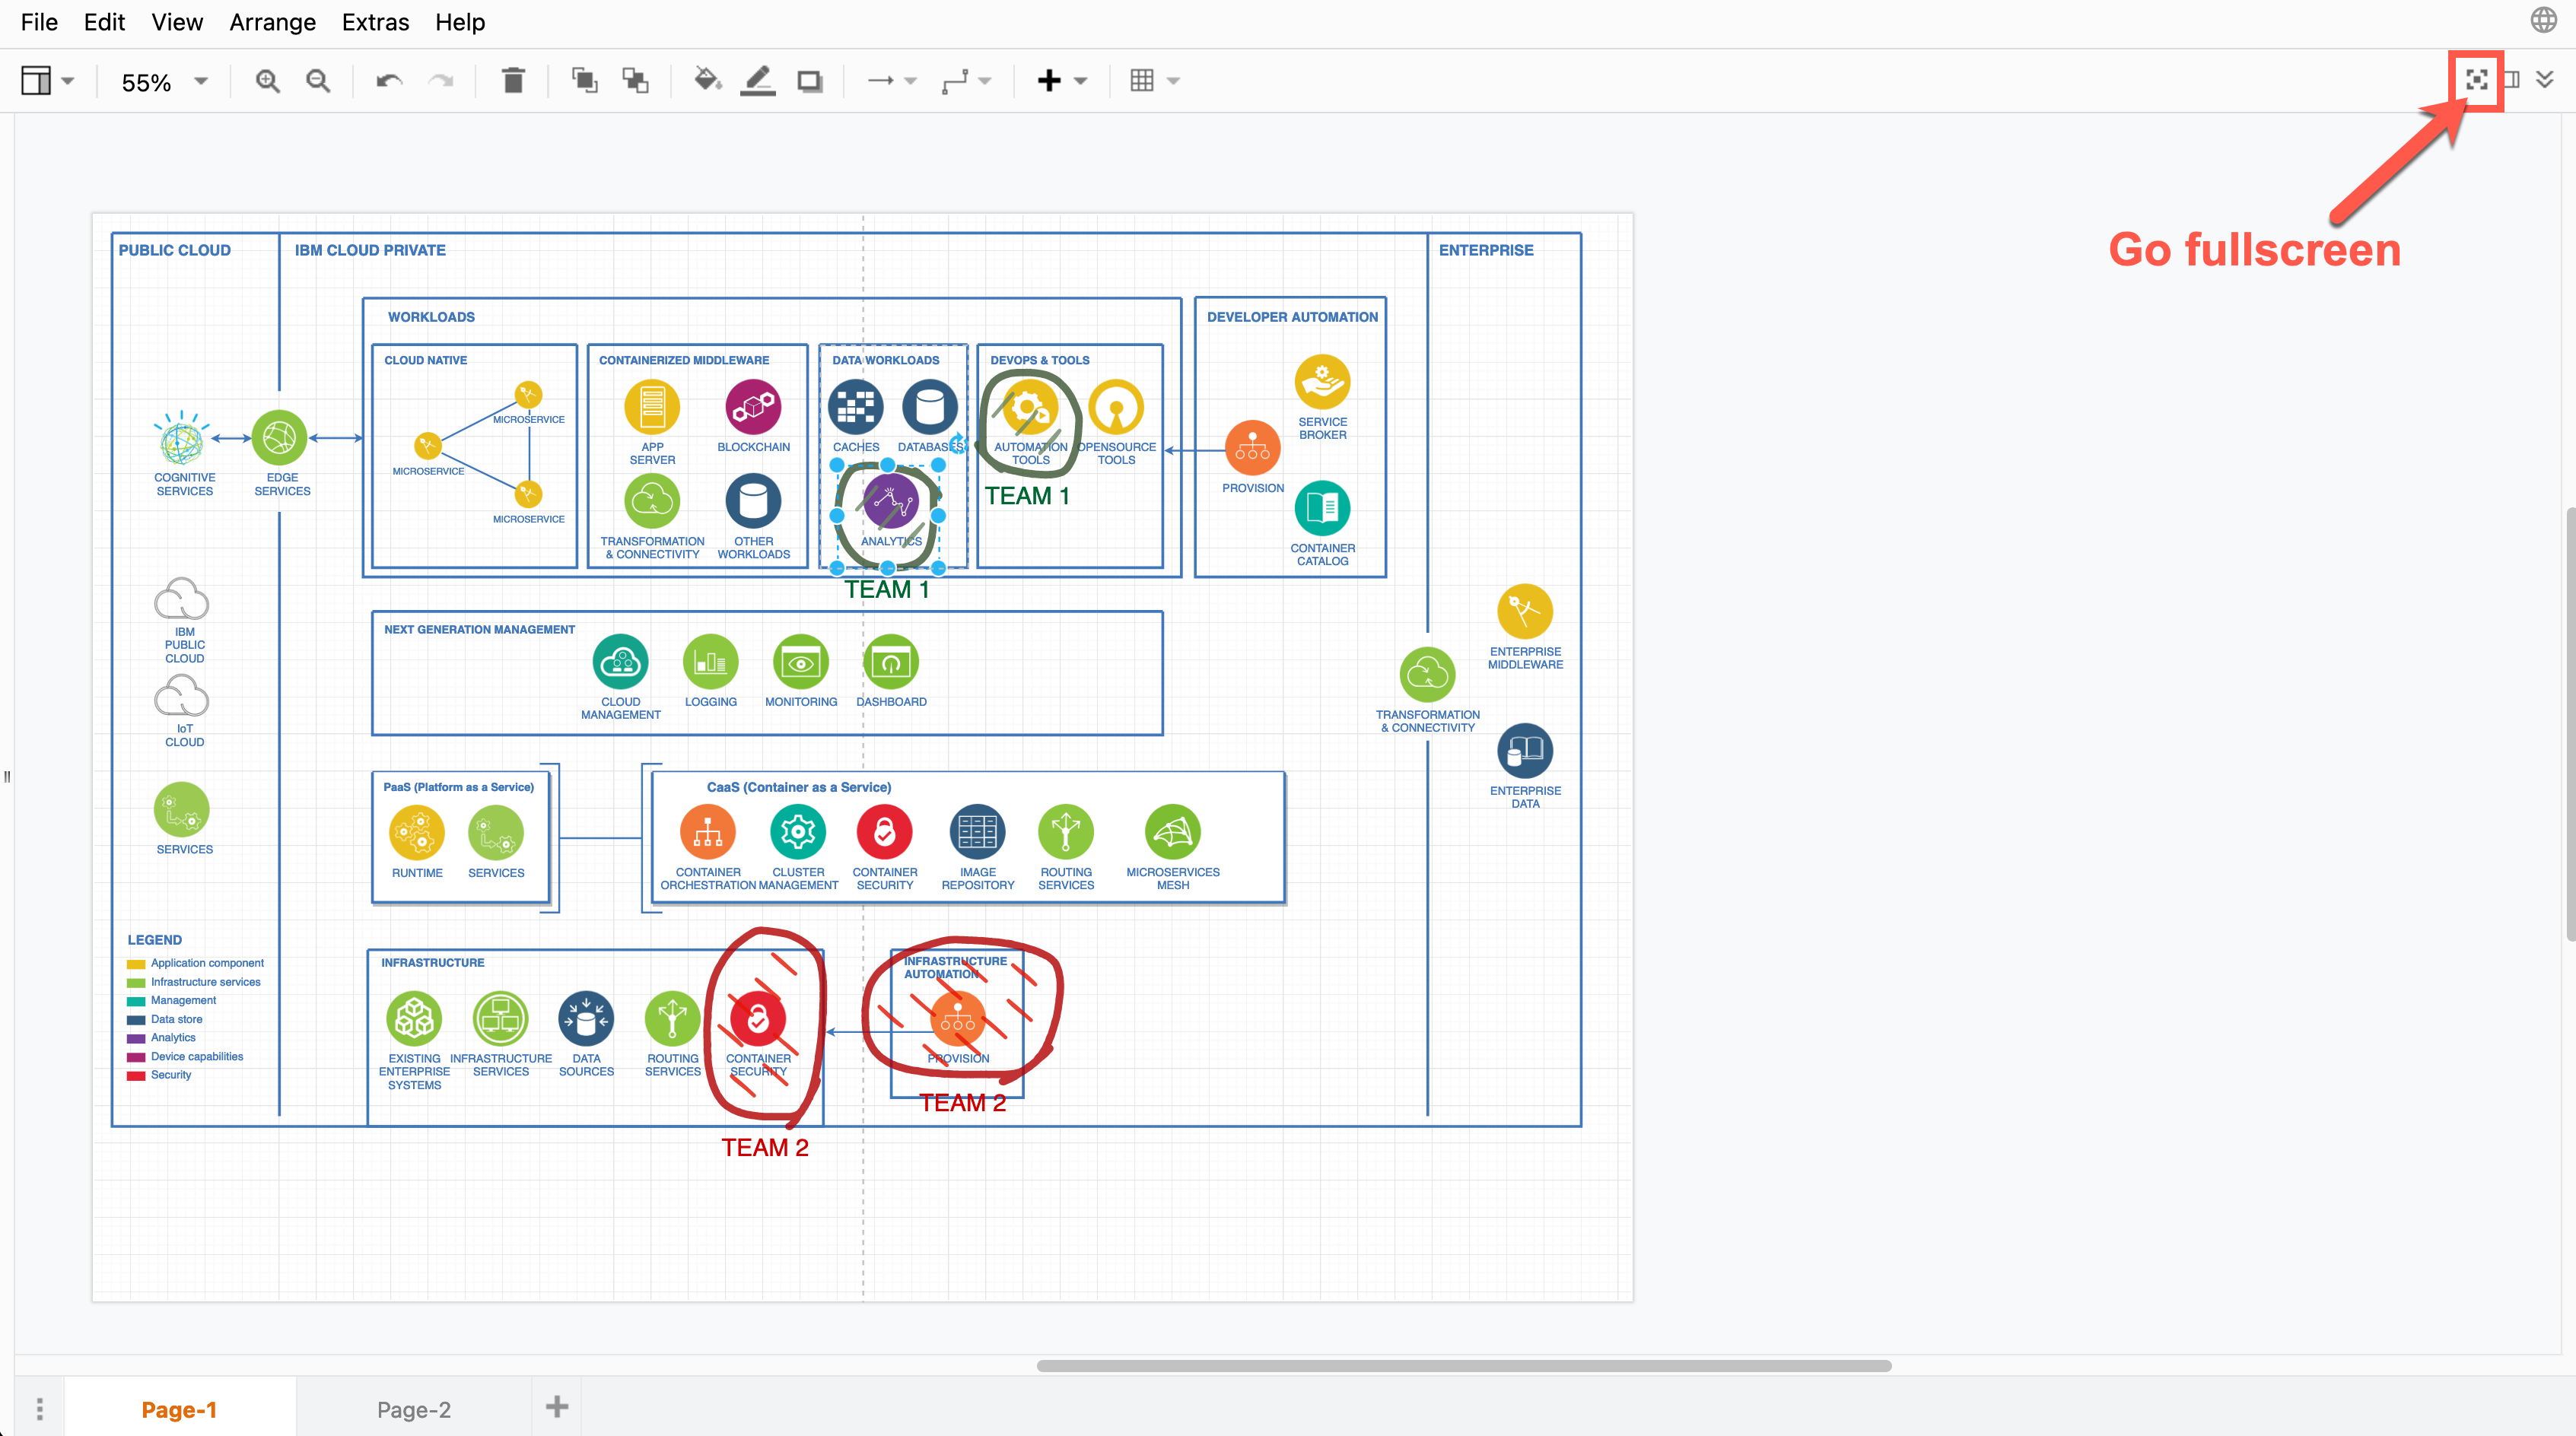 File Edit View Arrange Extras Help
55%
Go fullscreen
PUBLIC CLOUD
IBM CLOUD PRIVATE
ENTERPRISE
WORKLOADS
DEVELOPER AUTOMATION
CLOUD NATIVE
MICROSERVICE
MICROSERVICE
MICROSERVICE
CONTAINERIZED MIDDLEWARE
APP
SERVER
BLOCKCHAIN
TRANSFORMATION
& CONNECTIVITY
OTHER
WORKLOADS
DATA WORKLOADS
CACHES
DATABASES
ANALYTICS
TEAM 1
DEVOPS & TOOLS
AUTOMATION
TOOLS
OPENSOURCE
TOOLS
TEAM 1
PROVISION
SERVICE
BROKER
CONTAINER
CATALOG
COGNITIVE
SERVICES
EDGE
SERVICES
IBM
PUBLIC
CLOUD
IoT
CLOUD
SERVICES
NEXT GENERATION MANAGEMENT
CLOUD
MANAGEMENT
LOGGING
MONITORING
DASHBOARD
TRANSFORMATION
& CONNECTIVITY
ENTERPRISE
MIDDLEWARE
ENTERPRISE
DATA
PaaS (Platform as a Service)
RUNTIME
SERVICES
CaaS (Container as a Service)
CONTAINER
ORCHESTRATION
CLUSTER
MANAGEMENT
CONTAINER
SECURITY
IMAGE
REPOSITORY
ROUTING
SERVICES
MICROSERVICES
MESH
LEGEND
Application component
Infrastructure services
Management
Data store
Analytics
Device capabilities
Security
INFRASTRUCTURE
EXISTING
ENTERPRISE
SYSTEMS
INFRASTRUCTURE
SERVICES
DATA
SOURCES
ROUTING
SERVICES
CONTAINER
SECURITY
TEAM 2
INFRASTRUCTURE
AUTOMATION
PROVISION
TEAM 2
Page-1
Page-2